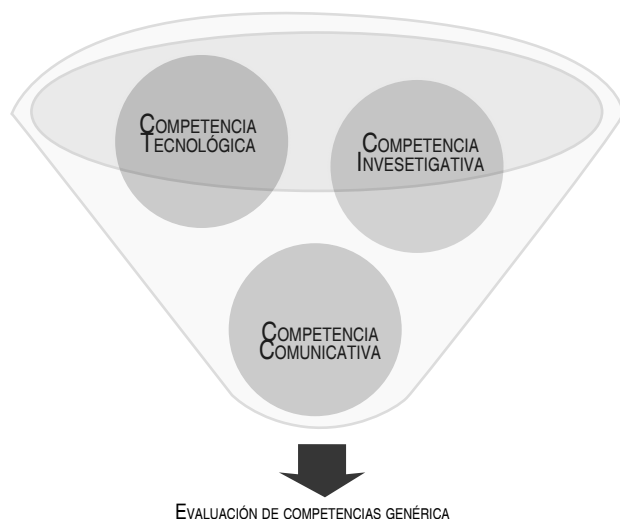 COMPETENCIA
TECNOLÓGICA
COMPETENCIA
INVESETIGATIVA
COMPETENCIA
COMUNICATIVA
EVALUACIÓN DE COMPETENCIAS GENÉRICA